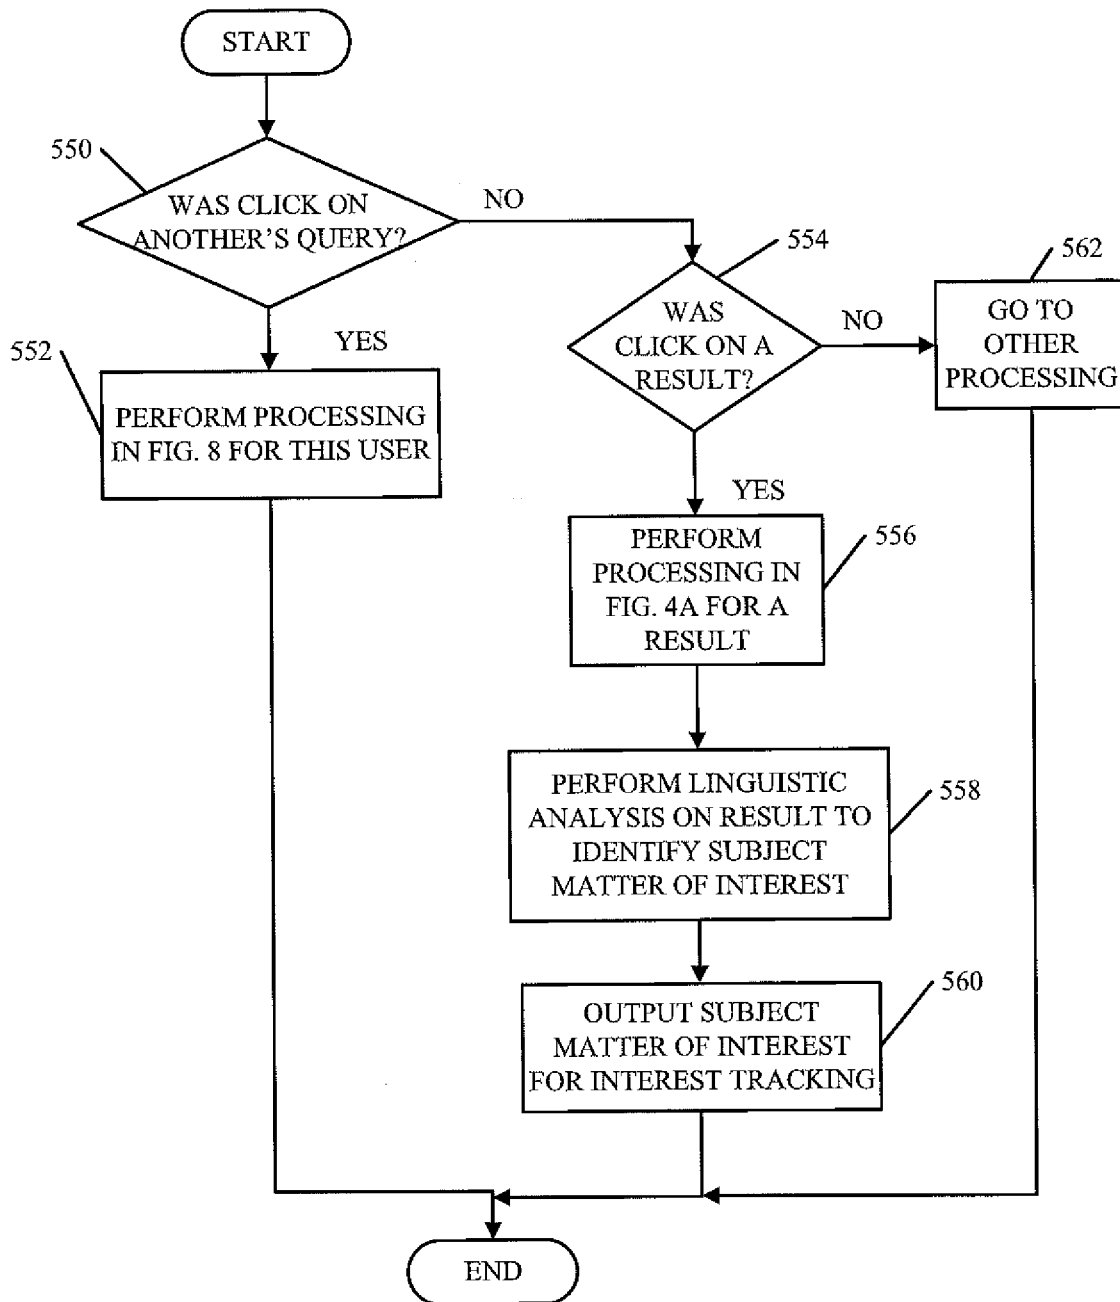 START
550
WAS CLICK ON
ANOTHER'S QUERY?
NO
YES
552
PERFORM PROCESSING
IN FIG. 8 FOR THIS USER
554
WAS
CLICK ON A
RESULT?
NO
562
GO TO
OTHER
PROCESSING
YES
PERFORM
PROCESSING IN
FIG. 4A FOR A
RESULT
556
PERFORM LINGUISTIC
ANALYSIS ON RESULT TO
IDENTIFY SUBJECT
MATTER OF INTEREST
558
OUTPUT SUBJECT
MATTER OF INTEREST
FOR INTEREST TRACKING
560
END